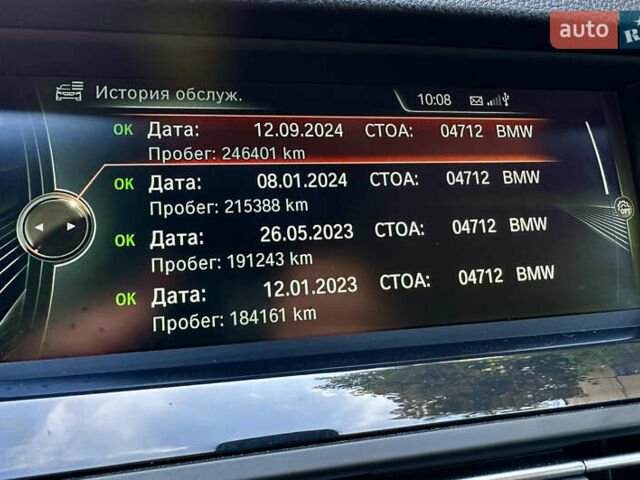 auto
R
История обслуж.
10:08
OK Дата: 12.09.2024 СТОА: 04712 BMW
Пробег: 246401 km
OK Дата: 08.01.2024 СТОА: 04712 BMW
Пробег: 215388 km
OK Дата: 26.05.2023 СТОА: 04712 BMW
Пробег: 191243 km
OK Дата: 12.01.2023 СТОА: 04712 BMW
Пробег: 184161 km
OPT